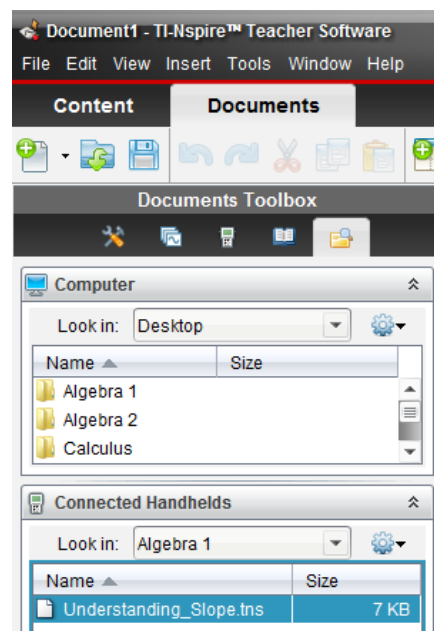 Document1 - TI-Nspire™ Teacher Software
File Edit View Insert Tools Window Help
Content Documents
Documents Toolbox
Computer
Look in: Desktop
Name Size
Algebra 1
Algebra 2
Calculus
Connected Handhelds
Look in: Algebra 1
Name Size
Understanding_Slope.tns 7 KB